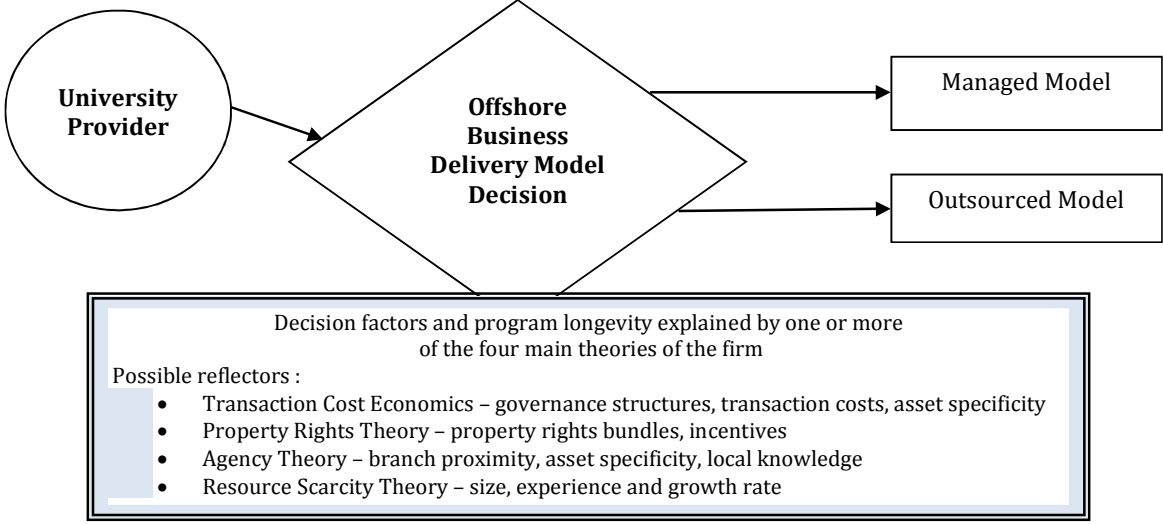 University
Provider
Offshore
Business
Delivery Model
Decision
Managed Model
Outsourced Model
Decision factors and program longevity explained by one or more
of the four main theories of the firm
Possible reflectors :
• Transaction Cost Economics – governance structures, transaction costs, asset specificity
• Property Rights Theory – property rights bundles, incentives
• Agency Theory – branch proximity, asset specificity, local knowledge
• Resource Scarcity Theory – size, experience and growth rate